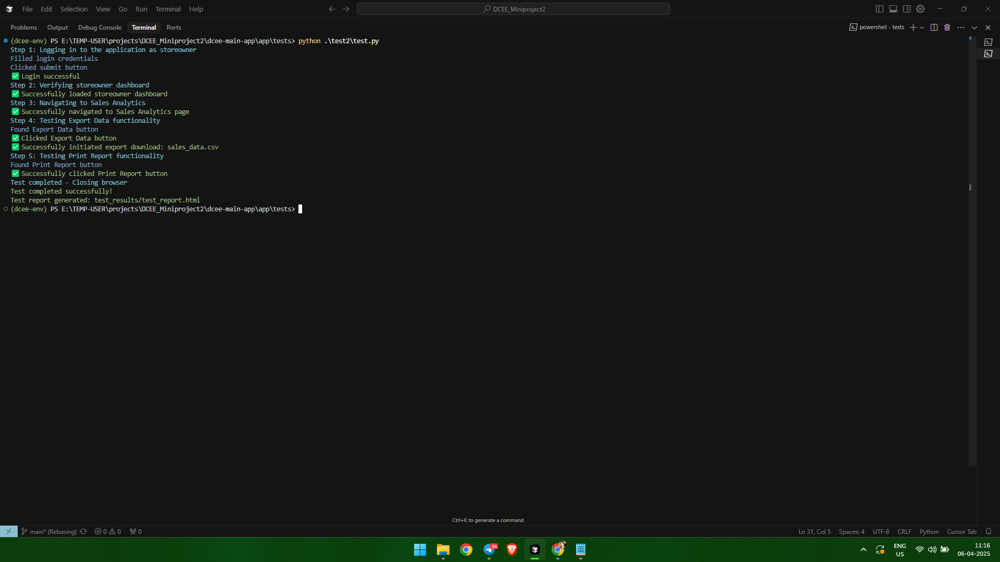 File Edit Selection View Go Run Terminal Help
DCEE_Miniproject2
Problems Output Debug Console Terminal Ports
powershell - tests
(dcee-env) PS E:\TEMP-USER\projects\DCEE_Miniproject2\dcee-main-app\app\tests> python .\test2\test.py
Step 1: Logging in to the application as storeowner
Filled login credentials
Clicked submit button
✅ Login successful
Step 2: Verifying storeowner dashboard
✅ Successfully loaded storeowner dashboard
Step 3: Navigating to Sales Analytics
✅ Successfully navigated to Sales Analytics page
Step 4: Testing Export Data functionality
Found Export Data button
✅ Clicked Export Data button
✅ Successfully initiated export download: sales_data.csv
Step 5: Testing Print Report functionality
Found Print Report button
✅ Successfully clicked Print Report button
Test completed - Closing browser
Test completed successfully!
Test report generated: test_results/test_report.html
(dcee-env) PS E:\TEMP-USER\projects\DCEE_Miniproject2\dcee-main-app\app\tests>
Ctrl+K to generate a command
main* (Rebasing) 0 0 0
Ln 31, Col 5 Spaces: 4 UTF-8 CRLF Python Cursor Tab
86
ENG
US
11:16
06-04-2025